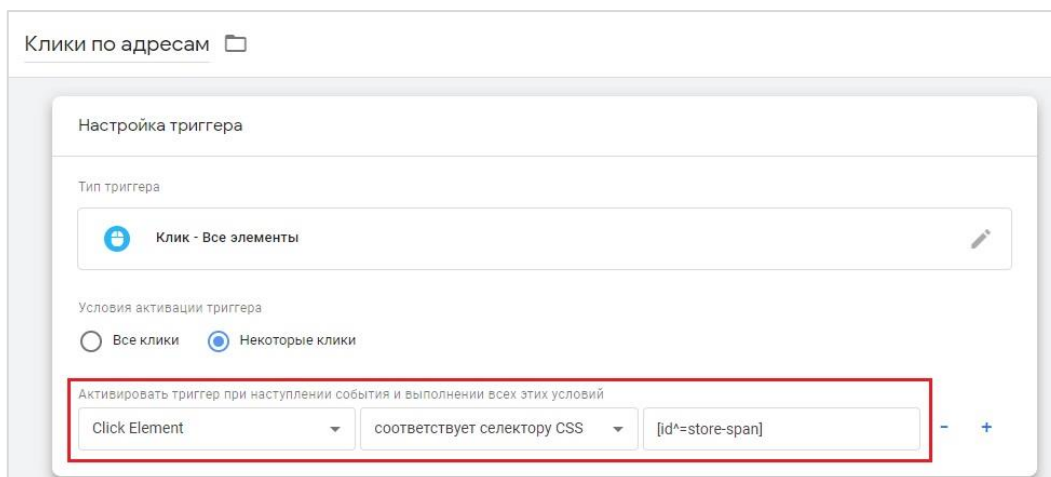 Клики по адресам
Настройка триггера
Тип триггера
Клик - Все элементы
Условия активации триггера
Все клики Некоторые клики
Активировать триггер при наступлении события и выполнении всех этих условий
Click Element соответствует селектору CSS [id^=store-span] - +